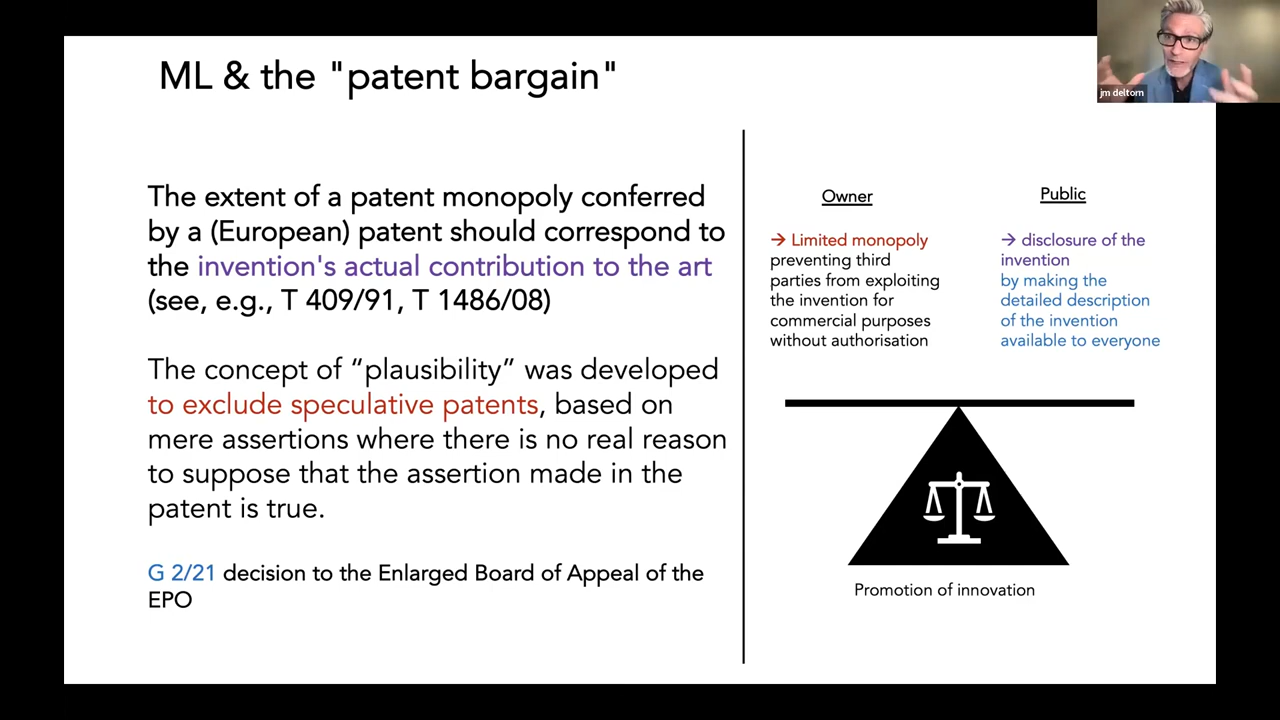 ML & the "patent bargain"
jm deltorn
The extent of a patent monopoly conferred
by a (European) patent should correspond to
the invention's actual contribution to the art
(see, e.g., T 409/91, T 1486/08)
The concept of “plausibility” was developed
to exclude speculative patents, based on
mere assertions where there is no real reason
to suppose that the assertion made in the
patent is true.
G 2/21 decision to the Enlarged Board of Appeal of the
EPO
Owner
→ Limited monopoly
preventing third
parties from exploiting
the invention for
commercial purposes
without authorisation
Public
→ disclosure of the
invention
by making the
detailed description
of the invention
available to everyone
Promotion of innovation